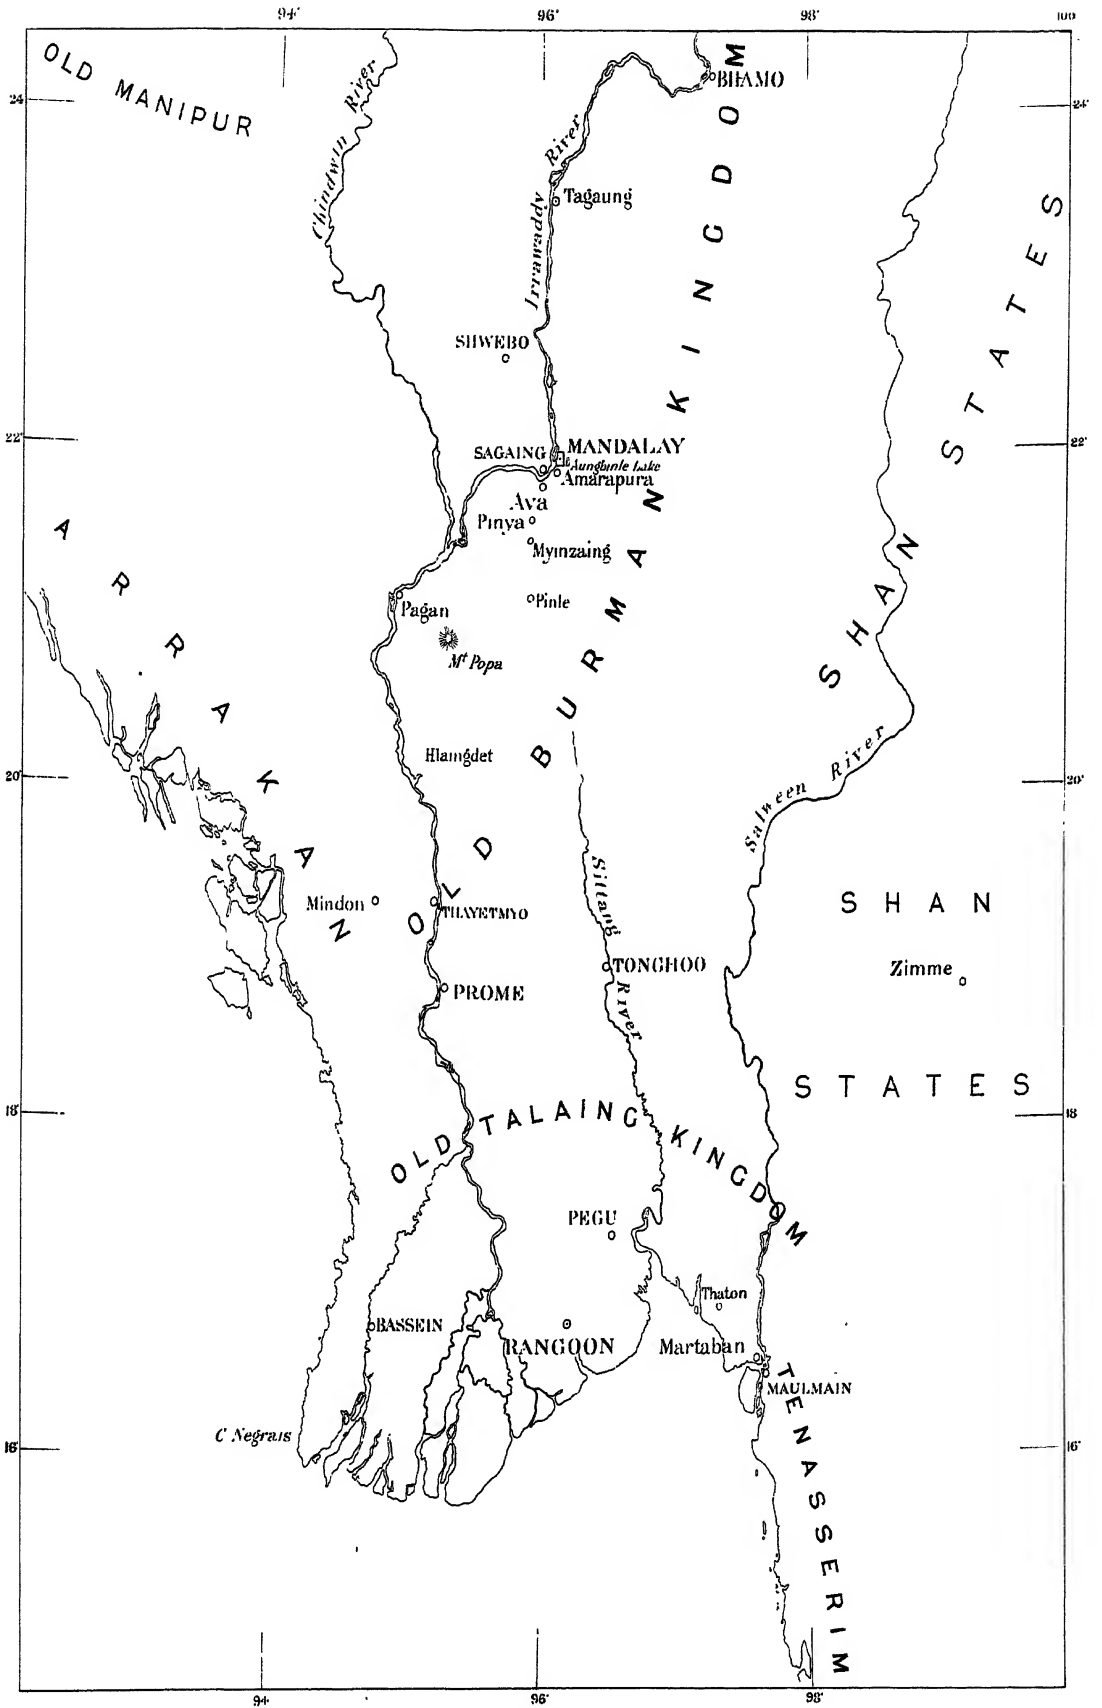 94° 96° 98° 100
OLD MANIPUR
24° 24°
Chindwin River
BHAMO
Irrawaddy River
Tagaung
SHWEBO
22° 22°
SAGAING
MANDALAY
Aungbinle Lake
Amarapura
Ava
Pinya
Myinzaing
Pinle
Pagan
Mt Popa
Hlaingdet
20° 20°
ARRAKAN
OLD BURMAN KINGDOM
SHAN STATES
Salween River
Sittang River
Mindon
THAYETMYO
TONGHOO
PROME
SHAN
Zimme
STATES
18° 18°
OLD TALAING KINGDOM
PEGU
Thaton
BASSEIN
RANGOON
Martaban
MAULMAIN
C Negrais
16° 16°
TENASSERIM
94° 96° 98°